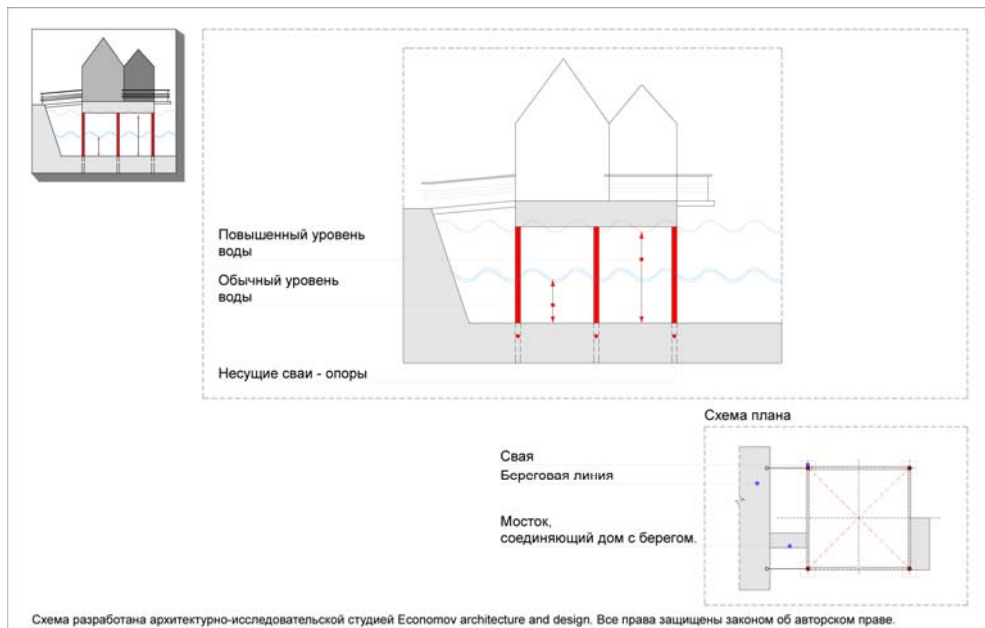 Повышенный уровень
воды
Обычный уровень
воды
Несущие сваи - опоры
Схема плана
Свая
Береговая линия
Мосток,
соединяющий дом с берегом.
Схема разработана архитектурно-исследовательской студией Economov architecture and design. Все права защищены законом об авторском праве.